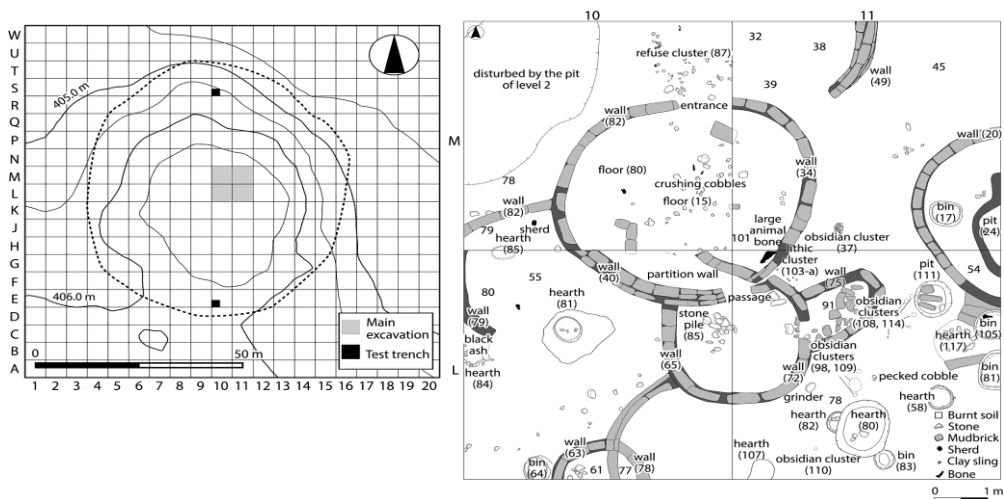 W
U
T
S
R
Q
P
N
M
L
K
J
H
G
F
E
D
C
B
A
405.0 m
406.0 m
Main
excavation
Test trench
0
50 m
1 2 3 4 5 6 7 8 9 10 11 12 13 14 15 16 17 18 19 20
10
11
M
L
disturbed by the pit
of level 2
refuse cluster (87)
32
38
39
45
wall
(49)
wall
(82)
entrance
wall (20)
78
floor (80)
crushing cobbles
floor (15)
wall
(34)
wall
(82)
79
sherd
hearth
(85)
bin
(17)
pit
(24)
large
animal
bone
101
lithic
cluster
(103-a)
obsidian cluster
(37)
wall
(40)
partition wall
passage
wall
(75)
pit
(111)
54
55
80
hearth
(81)
wall
(79)
black
ash
hearth
(84)
stone
pile
(85)
91
obsidian
clusters
(108, 114)
obsidian
clusters
(98, 109)
hearth
(117)
bin
(105)
bin
(81)
wall
(65)
wall
(72)
pecked cobble
grinder
78
hearth
(58)
hearth
(82)
hearth
(80)
wall
(63)
bin
(64)
61
77
wall
(78)
hearth
(107)
obsidian cluster
(110)
bin
(83)
Burnt soil
Stone
Mudbrick
Sherd
Clay sling
Bone
0
1 m